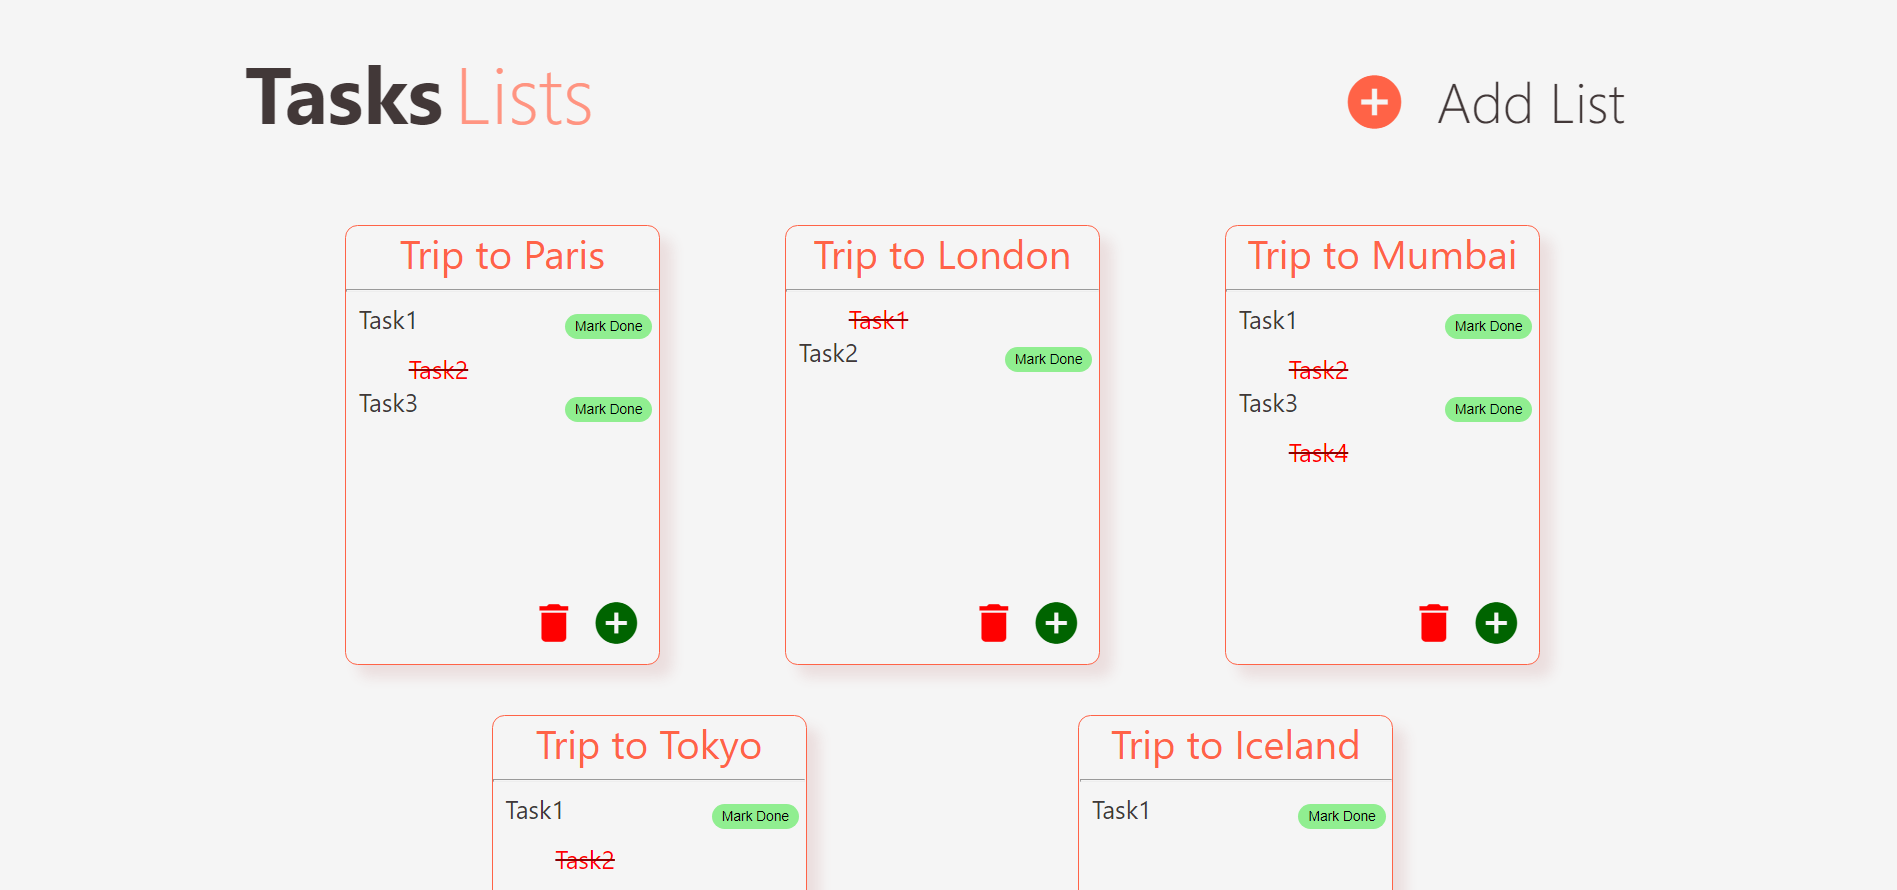 Tasks Lists
Add List
Trip to Paris
Task1 Mark Done
Task2
Task3 Mark Done
Trip to London
Task1
Task2 Mark Done
Trip to Mumbai
Task1 Mark Done
Task2
Task3 Mark Done
Task4
Trip to Tokyo
Task1 Mark Done
Task2
Trip to Iceland
Task1 Mark Done